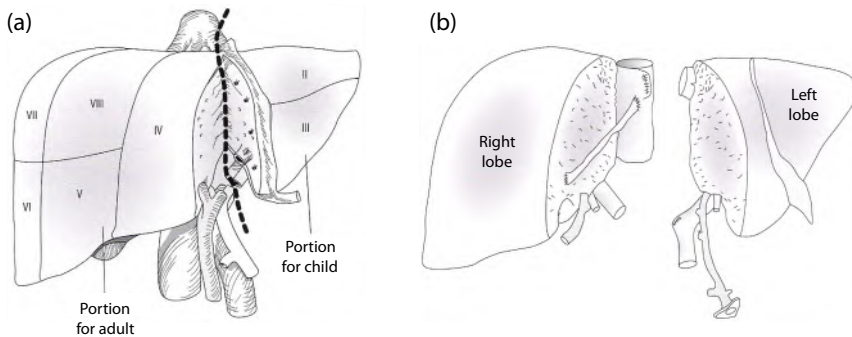 (a)
(b)
II
VII
VIII
IV
III
Right
lobe
Left
lobe
VI
V
Portion
for child
Portion
for adult